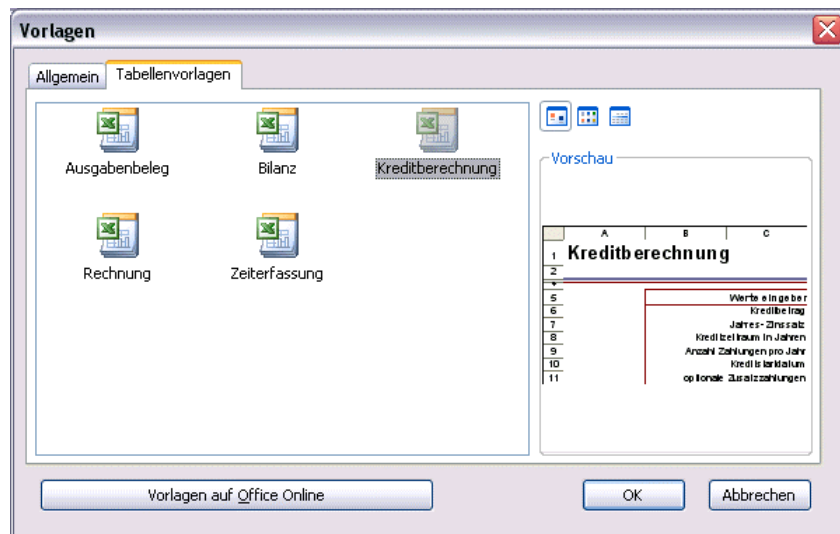 Vorlagen
Allgemein Tabellenvorlagen
Ausgabenbeleg Bilanz Kreditberechnung
Rechnung Zeiterfassung
Vorschau
A B C
1 Kreditberechnung
2
5 Werte eingeber
6 Kreditbetrag
7 Jahres-Zinssatz
8 Kreditzeitraum in Jahren
9 Anzahl Zahlungen pro Jahr
10 Kreditstartdatum
11 optionale Zusatzzahlungen
Vorlagen auf Office Online OK Abbrechen